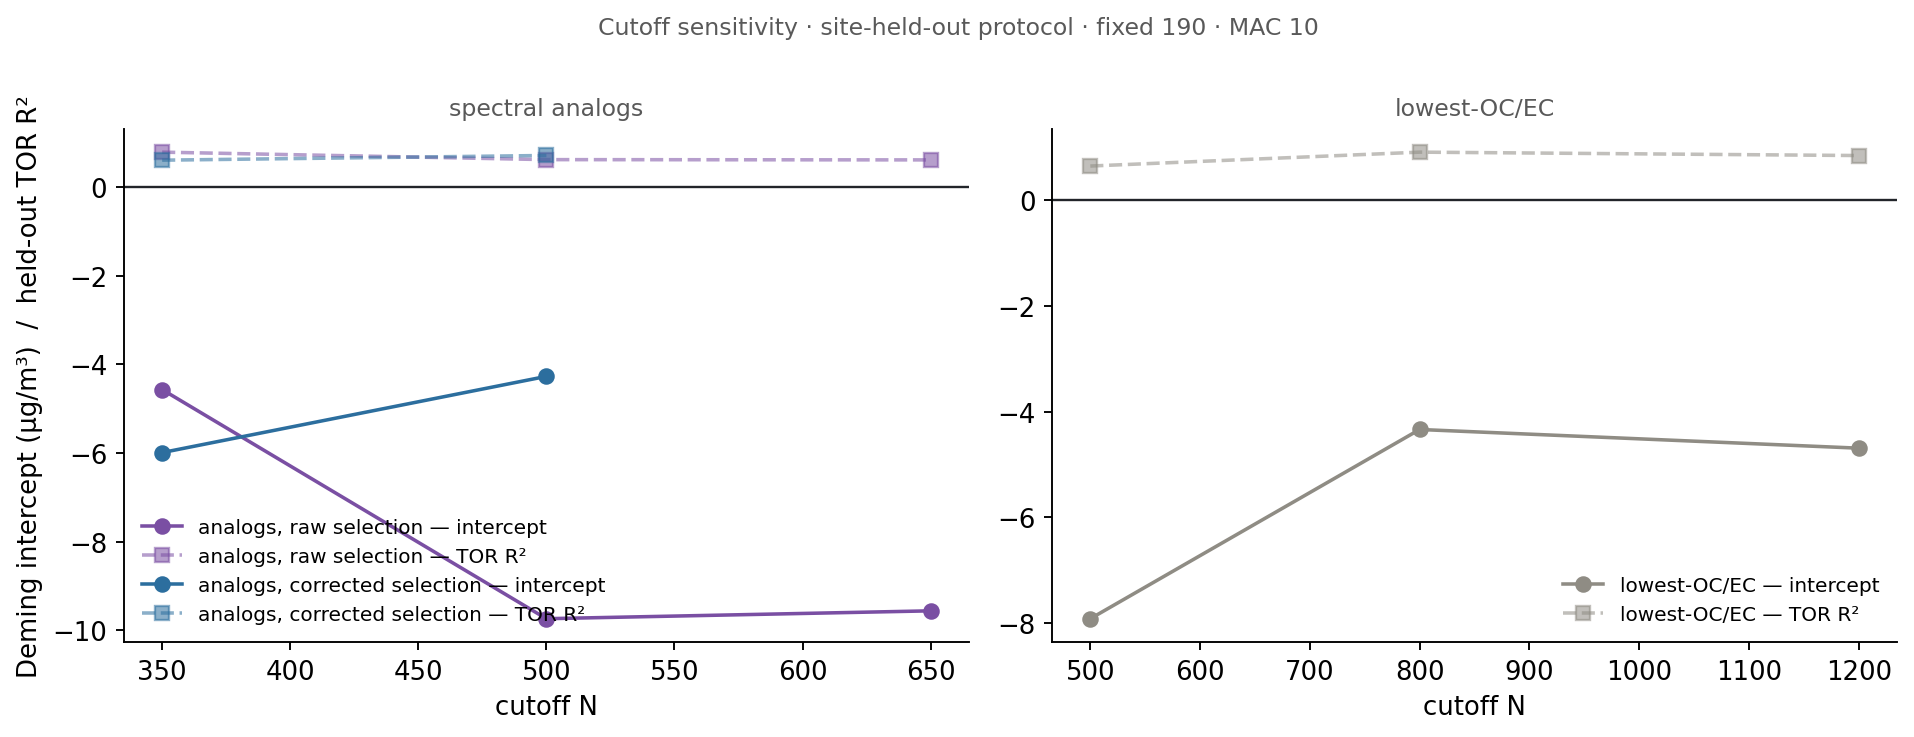 Cutoff sensitivity · site-held-out protocol · fixed 190 · MAC 10
spectral analogs
Deming intercept (µg/m³) / held-out TOR R²
0
−2
−4
−6
−8
−10
analogs, raw selection — intercept
analogs, raw selection — TOR R²
analogs, corrected selection — intercept
analogs, corrected selection — TOR R²
350 400 450 500 550 600 650
cutoff N
lowest-OC/EC
0
−2
−4
−6
−8
lowest-OC/EC — intercept
lowest-OC/EC — TOR R²
500 600 700 800 900 1000 1100 1200
cutoff N